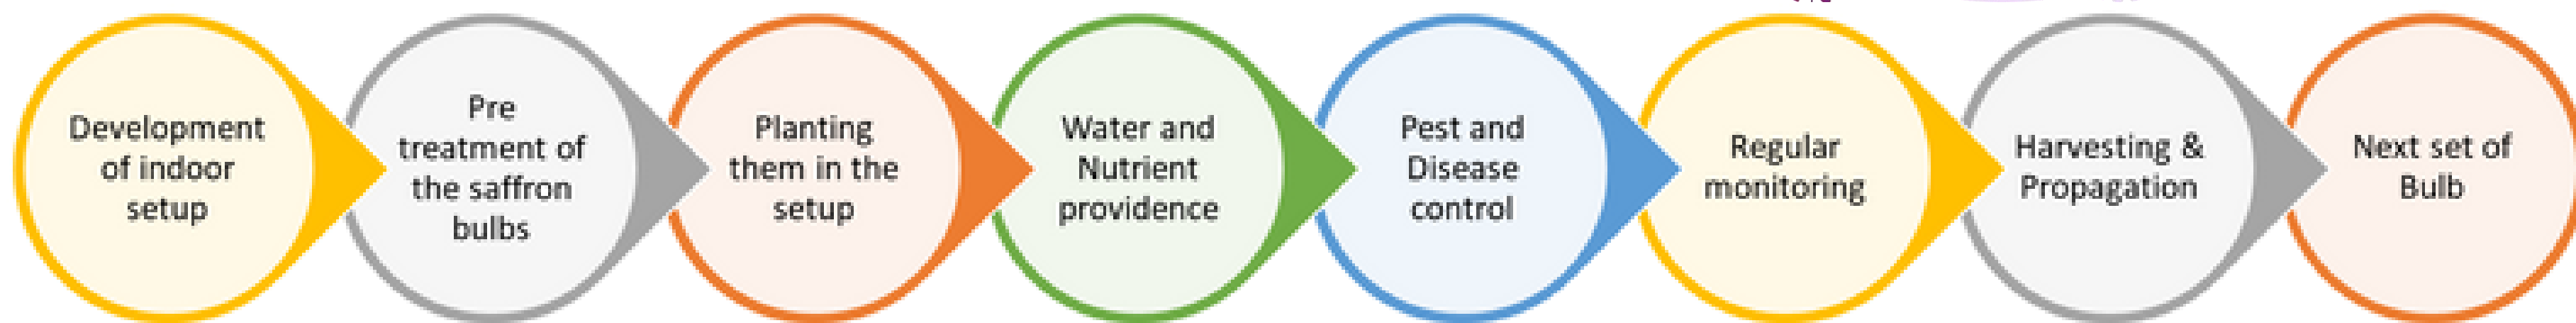 Development
of indoor
setup
Pre
treatment of
the saffron
bulbs
Planting
them in the
setup
Water and
Nutrient
providence
Pest and
Disease
control
Regular
monitoring
Harvesting &
Propagation
Next set of
Bulb